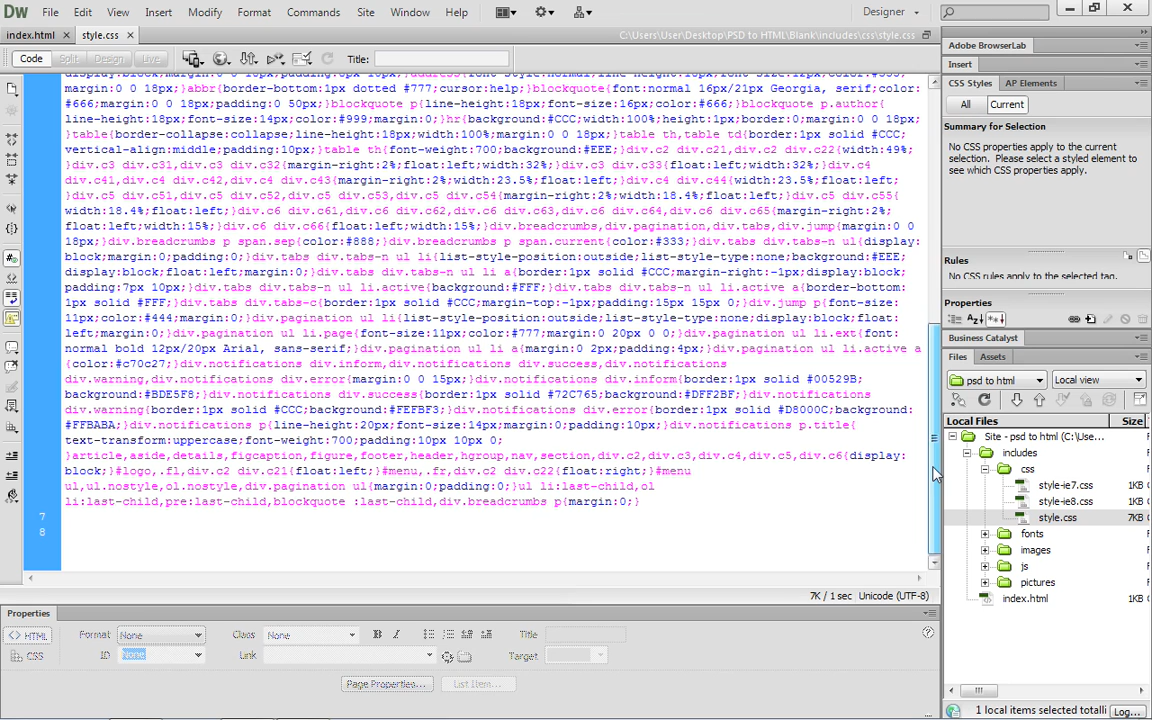 Dw File Edit View Insert Modify Format Commands Site Window Help Designer
index.html style.css C:\Users\User\Desktop\PSD to HTML\Blank\includes\css\style.css
Code Split Design Live Title:
margin:0 0 18px;}abbr{border-bottom:1px dotted #777;cursor:help;}blockquote{font:normal 16px/21px Georgia, serif;color:
#666;margin:0 0 18px;padding:0 50px;}blockquote p{line-height:18px;font-size:16px;color:#666;}blockquote p.author{
line-height:18px;font-size:14px;color:#999;margin:0;}hr{background:#CCC;width:100%;height:1px;border:0;margin:0 0 18px;}
table{border-collapse:collapse;line-height:18px;width:100%;margin:0 0 18px;}table th,table td{border:1px solid #CCC;
vertical-align:middle;padding:10px;}table th{font-weight:700;background:#EEE;}div.c2 div.c21,div.c2 div.c22{width:49%;}
div.c3 div.c31,div.c3 div.c32{margin-right:2%;float:left;width:32%;}div.c3 div.c33{float:left;width:32%;}div.c4
div.c41,div.c4 div.c42,div.c4 div.c43{margin-right:2%;width:23.5%;float:left;}div.c4 div.c44{width:23.5%;float:left;}
div.c5 div.c51,div.c5 div.c52,div.c5 div.c53,div.c5 div.c54{margin-right:2%;width:18.4%;float:left;}div.c5 div.c55{
width:18.4%;float:left;}div.c6 div.c61,div.c6 div.c62,div.c6 div.c63,div.c6 div.c64,div.c6 div.c65{margin-right:2%;
float:left;width:15%;}div.c6 div.c66{float:left;width:15%;}div.breadcrumbs,div.pagination,div.tabs,div.jump{margin:0 0
18px;}div.breadcrumbs p span.sep{color:#888;}div.breadcrumbs p span.current{color:#333;}div.tabs div.tabs-n ul{display:
block;margin:0;padding:0;}div.tabs div.tabs-n ul li{list-style-position:outside;list-style-type:none;background:#EEE;
display:block;float:left;margin:0;}div.tabs div.tabs-n ul li a{border:1px solid #CCC;margin-right:-1px;display:block;
padding:7px 10px;}div.tabs div.tabs-n ul li.active{background:#FFF;}div.tabs div.tabs-n ul li.active a{border-bottom:
1px solid #FFF;}div.tabs div.tabs-c{border:1px solid #CCC;margin-top:-1px;padding:15px 15px 0;}div.jump p{font-size:
11px;color:#444;margin:0;}div.pagination ul li{list-style-position:outside;list-style-type:none;display:block;float:
left;margin:0;}div.pagination ul li.page{font-size:11px;color:#777;margin:0 20px 0 0;}div.pagination ul li.ext{font:
normal bold 12px/20px Arial, sans-serif;}div.pagination ul li a{margin:0 2px;padding:4px;}div.pagination ul li.active a
{color:#c70c27;}div.notifications div.inform,div.notifications div.success,div.notifications
div.warning,div.notifications div.error{margin:0 0 15px;}div.notifications div.inform{border:1px solid #00529B;
background:#BDE5F8;}div.notifications div.success{border:1px solid #72C765;background:#DFF2BF;}div.notifications
div.warning{border:1px solid #CCC;background:#FEFBF3;}div.notifications div.error{border:1px solid #D8000C;background:
#FFBABA;}div.notifications p{line-height:20px;font-size:14px;margin:0;padding:10px;}div.notifications p.title{
text-transform:uppercase;font-weight:700;padding:10px 10px 0;
}article,aside,details,figcaption,figure,footer,header,hgroup,nav,section,div.c2,div.c3,div.c4,div.c5,div.c6{display:
block;}#logo,.fl,div.c2 div.c21{float:left;}#menu,.fr,div.c2 div.c22{float:right;}#menu
ul,ul.nostyle,ol.nostyle,div.pagination ul{margin:0;padding:0;}ul li:last-child,ol
li:last-child,pre:last-child,blockquote :last-child,div.breadcrumbs p{margin:0;}
7
8
7K / 1 sec Unicode (UTF-8)
Properties
<> HTML Format None Class None B I Title
CSS ID None Link Target
Page Properties... List Item...
Adobe BrowserLab
Insert
CSS Styles AP Elements
All Current
Summary for Selection
No CSS properties apply to the current
selection. Please select a styled element to
see which CSS properties apply.
Rules
No CSS rules apply to the selected tag.
Properties
Business Catalyst
Files Assets
psd to html Local view
Local Files Size
Site - psd to html (C:\Use...
includes
css
style-ie7.css 1KB
style-ie8.css 1KB
style.css 7KB
fonts
images
js
pictures
index.html 1KB
1 local items selected totalli Log...